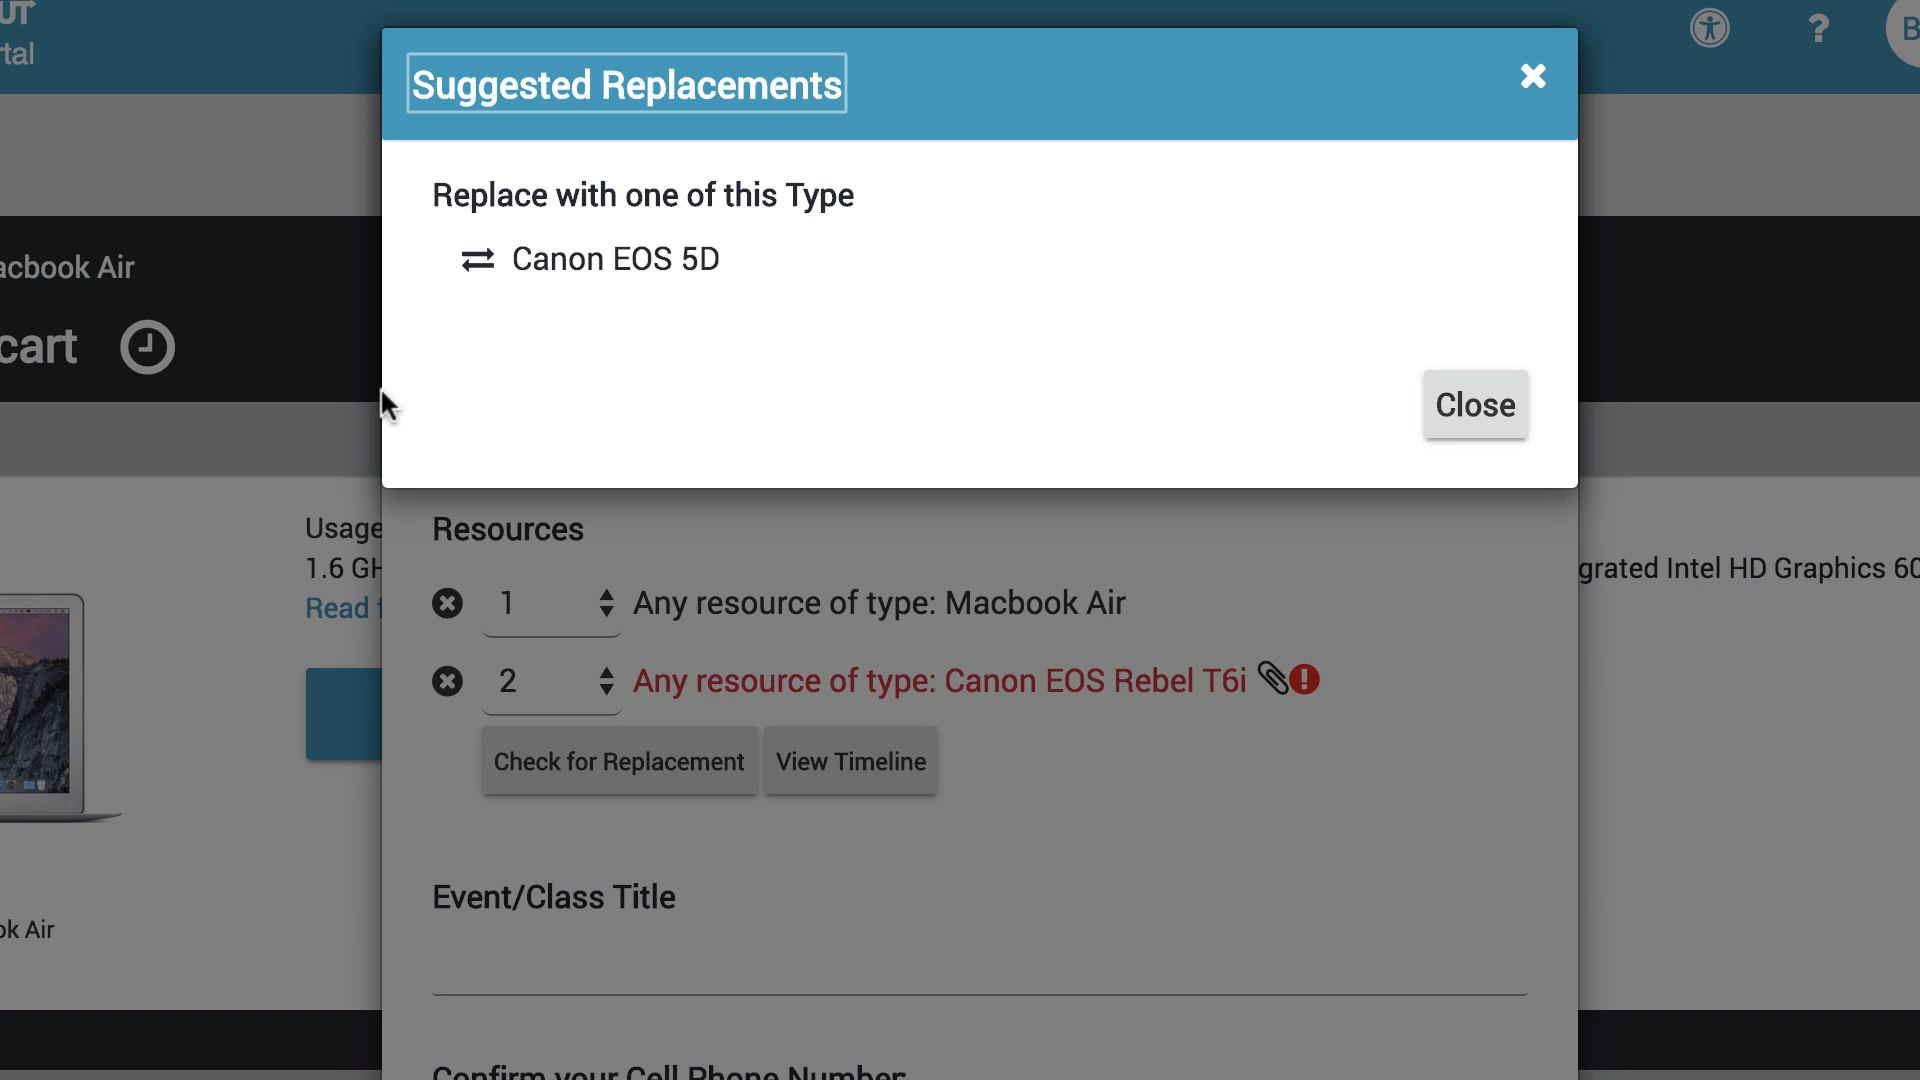 UT
rtal
?
B
Suggested Replacements
Replace with one of this Type
Canon EOS 5D
Close
acbook Air
cart
Usage
1.6 GH
Read f
grated Intel HD Graphics 60
Resources
1 Any resource of type: Macbook Air
2 Any resource of type: Canon EOS Rebel T6i
Check for Replacement View Timeline
Event/Class Title
ok Air
Confirm your Cell Phone Number